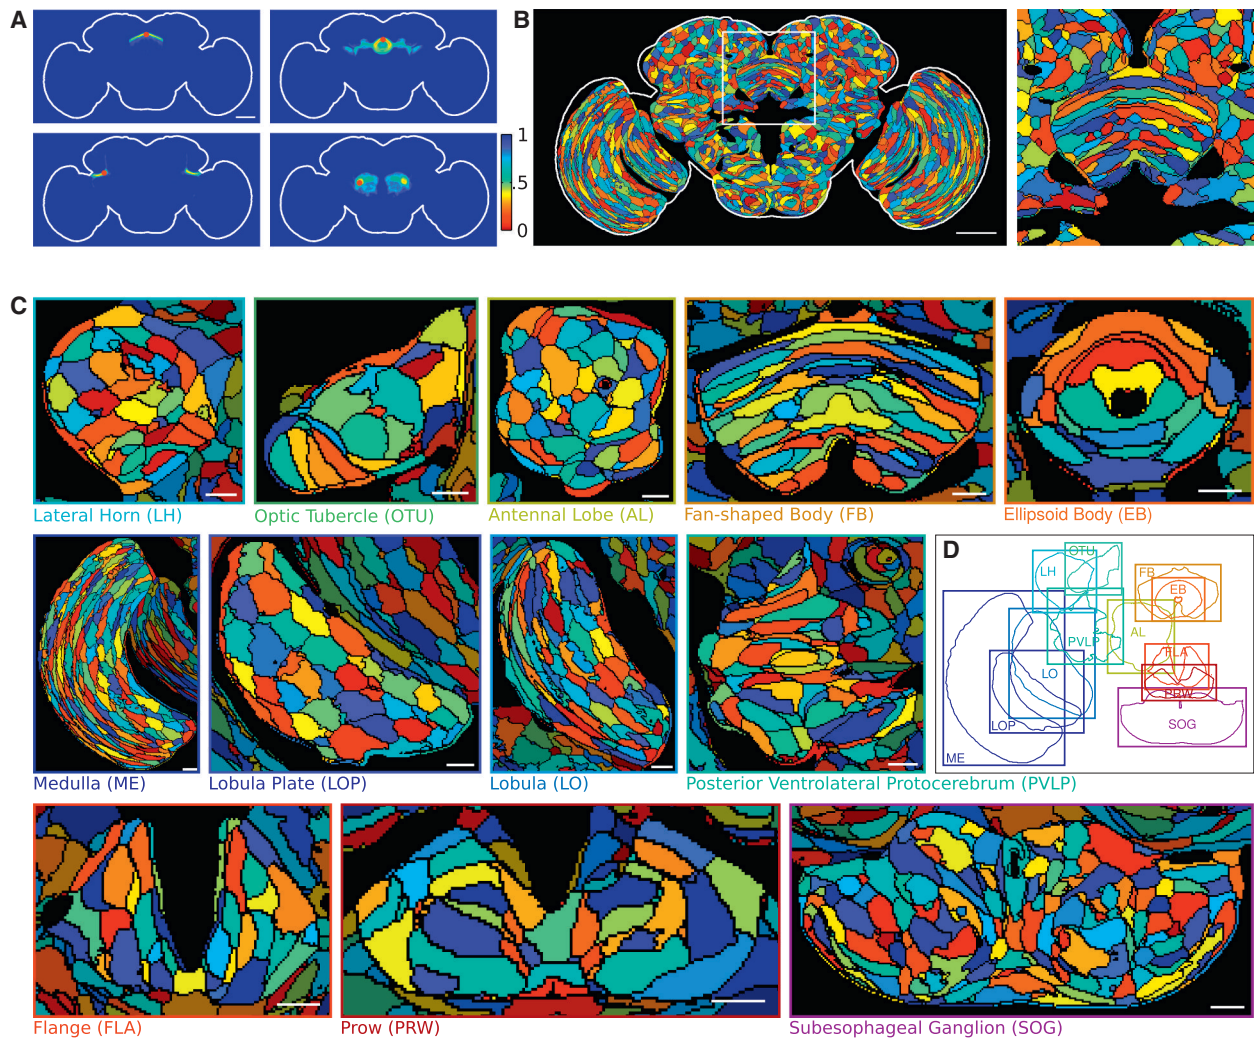 A
B
1
.5
0
C
Lateral Horn (LH)
Optic Tubercle (OTU)
Antennal Lobe (AL)
Fan-shaped Body (FB)
Ellipsoid Body (EB)
D
OTU
LH
FB
EB
AL
PVLP
FLA
LO
PRW
SOG
LOP
ME
Medulla (ME)
Lobula Plate (LOP)
Lobula (LO)
Posterior Ventrolateral Protocerebrum (PVLP)
Flange (FLA)
Prow (PRW)
Subesophageal Ganglion (SOG)